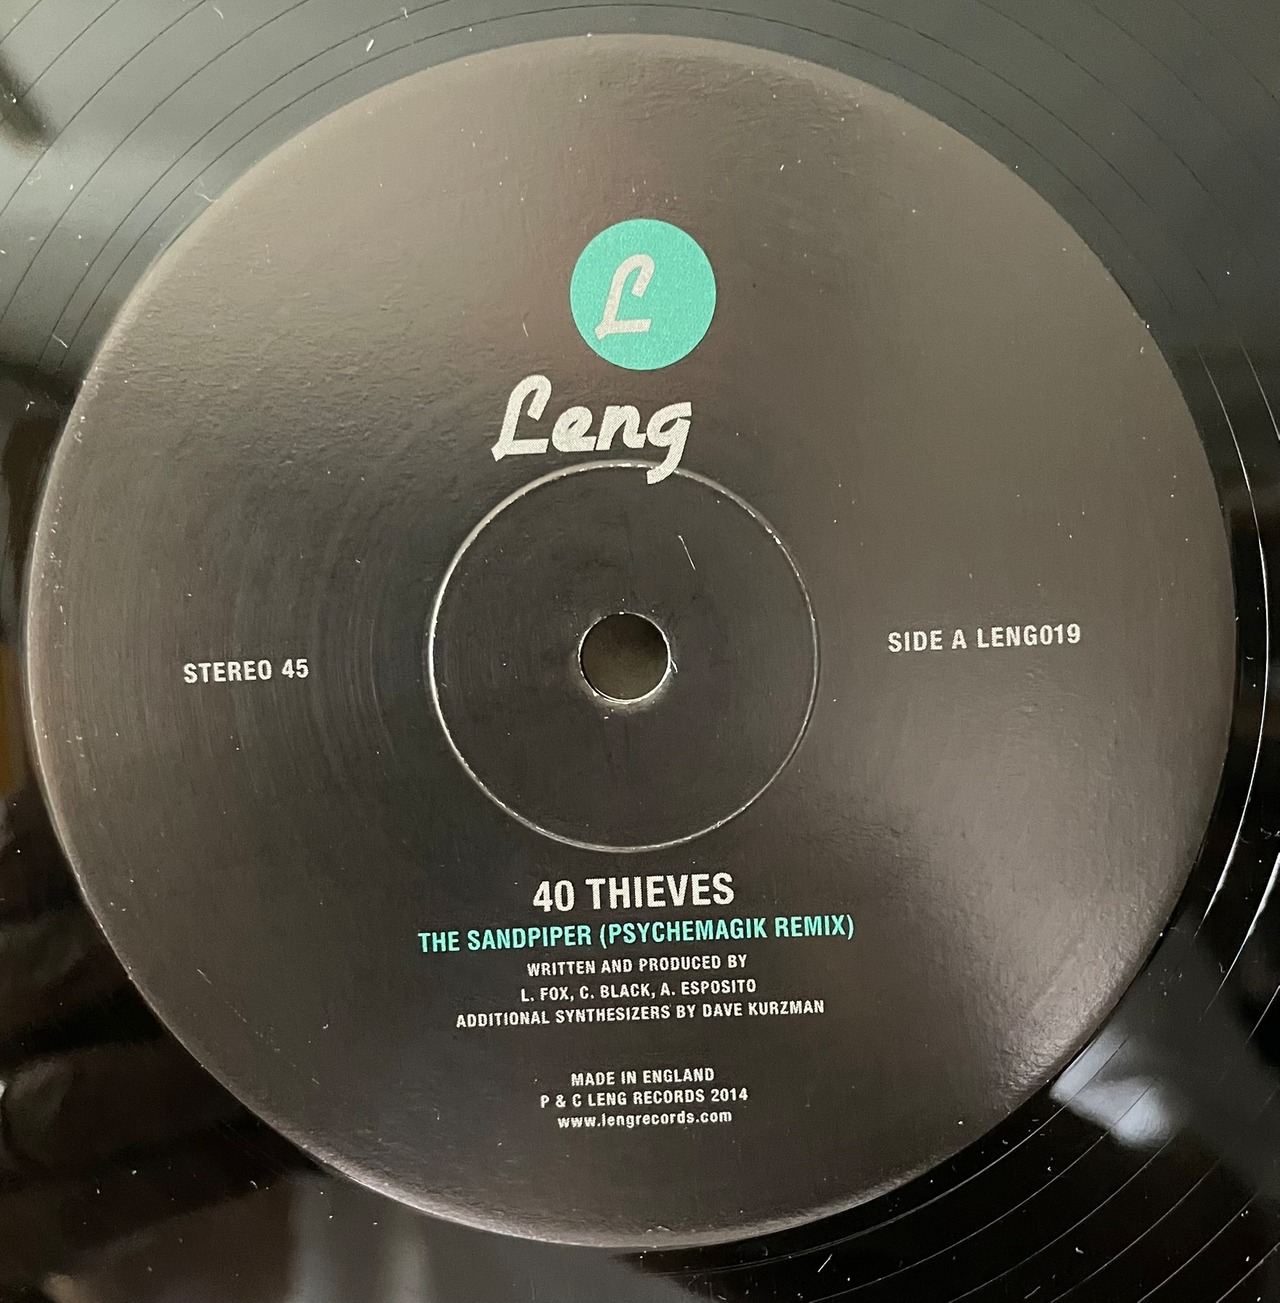 L
Leng
STEREO 45
SIDE A LENG019
40 THIEVES
THE SANDPIPER (PSYCHEMAGIK REMIX)
WRITTEN AND PRODUCED BY
L. FOX, C. BLACK, A. ESPOSITO
ADDITIONAL SYNTHESIZERS BY DAVE KURZMAN
MADE IN ENGLAND
P & C LENG RECORDS 2014
www.lengrecords.com